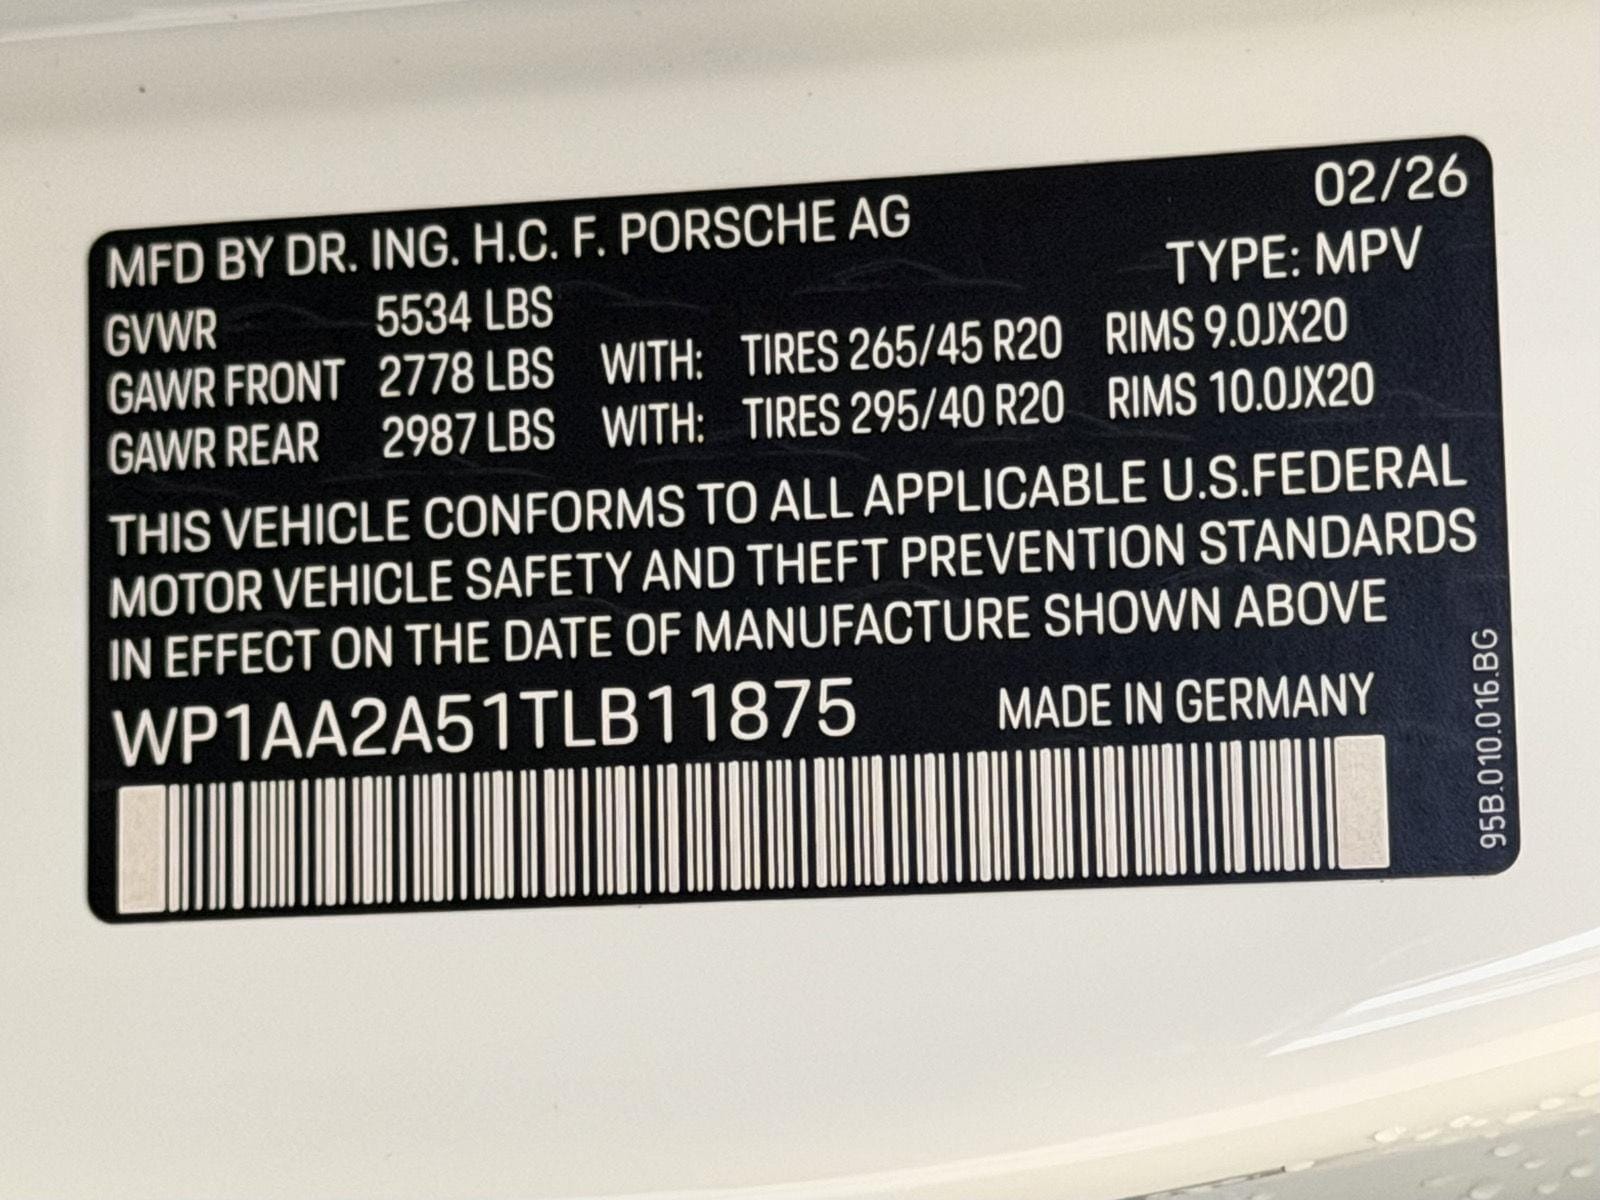 02/26
MFD BY DR. ING. H.C. F. PORSCHE AG
TYPE: MPV
GVWR 5534 LBS
GAWR FRONT 2778 LBS WITH: TIRES 265/45 R20 RIMS 9.0JX20
GAWR REAR 2987 LBS WITH: TIRES 295/40 R20 RIMS 10.0JX20
THIS VEHICLE CONFORMS TO ALL APPLICABLE U.S.FEDERAL
MOTOR VEHICLE SAFETY AND THEFT PREVENTION STANDARDS
IN EFFECT ON THE DATE OF MANUFACTURE SHOWN ABOVE
WP1AA2A51TLB11875 MADE IN GERMANY
95B.010.016.BG